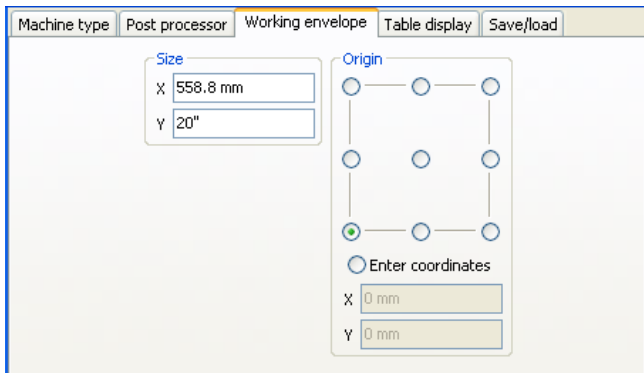 Machine type Post processor Working envelope Table display Save/load
Size
X 558.8 mm
Y 20"
Origin
Enter coordinates
X 0 mm
Y 0 mm